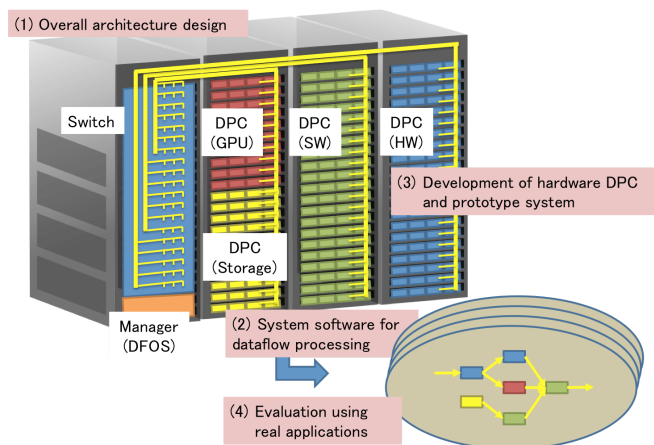 (1) Overall architecture design
Switch
DPC
(GPU)
DPC
(SW)
DPC
(HW)
(3) Development of hardware DPC
and prototype system
DPC
(Storage)
Manager
(DFOS)
(2) System software for
dataflow processing
(4) Evaluation using
real applications